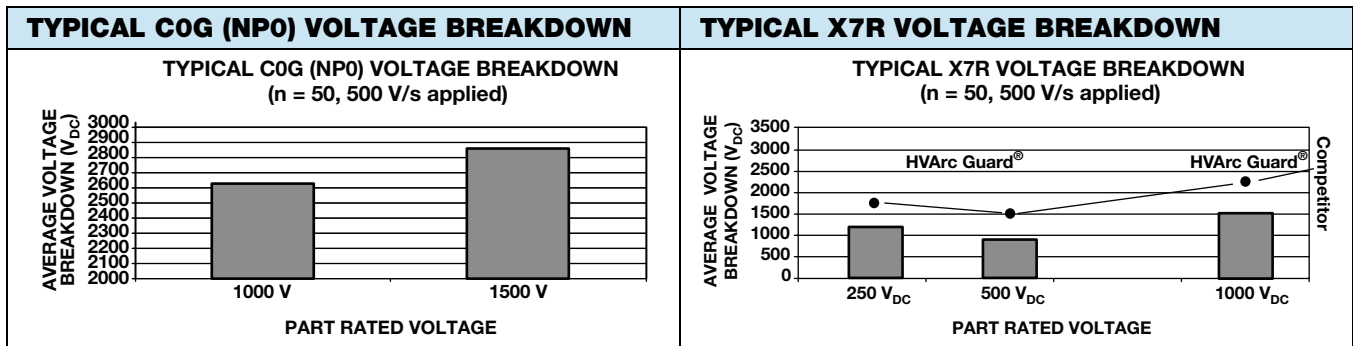 TYPICAL C0G (NP0) VOLTAGE BREAKDOWN
TYPICAL C0G (NP0) VOLTAGE BREAKDOWN
(n = 50, 500 V/s applied)
AVERAGE VOLTAGE
BREAKDOWN (VDC)
3000
2900
2800
2700
2600
2500
2400
2300
2200
2100
2000
1000 V
1500 V
PART RATED VOLTAGE
TYPICAL X7R VOLTAGE BREAKDOWN
TYPICAL X7R VOLTAGE BREAKDOWN
(n = 50, 500 V/s applied)
AVERAGE VOLTAGE
BREAKDOWN (VDC)
3500
3000
2500
2000
1500
1000
500
0
HVArc Guard®
HVArc Guard®
Competitor
250 VDC
500 VDC
1000 VDC
PART RATED VOLTAGE